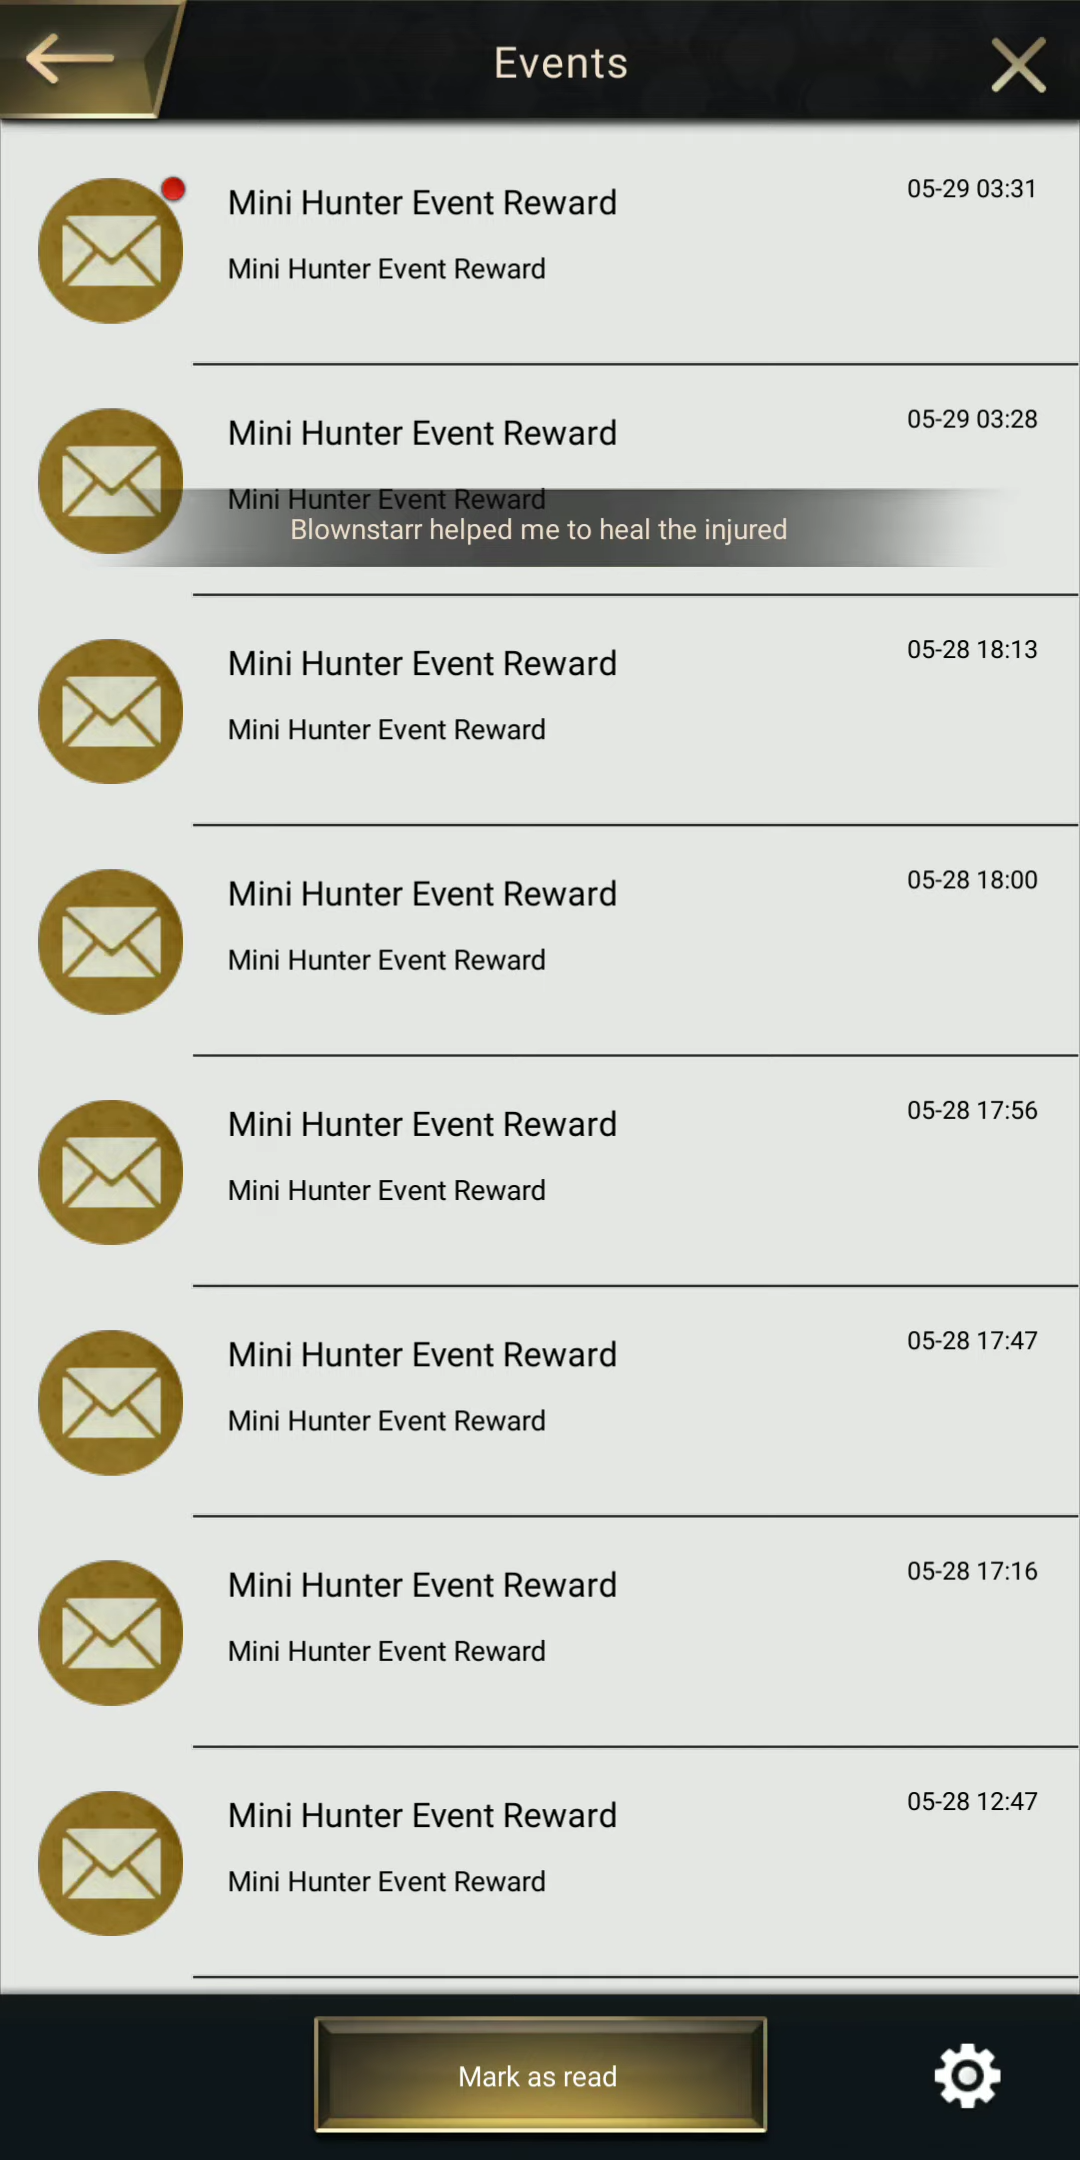 Events
Mini Hunter Event Reward
05-29 03:31
Mini Hunter Event Reward
Mini Hunter Event Reward
05-29 03:28
Mini Hunter Event Reward
Blownstarr helped me to heal the injured
Mini Hunter Event Reward
05-28 18:13
Mini Hunter Event Reward
Mini Hunter Event Reward
05-28 18:00
Mini Hunter Event Reward
Mini Hunter Event Reward
05-28 17:56
Mini Hunter Event Reward
Mini Hunter Event Reward
05-28 17:47
Mini Hunter Event Reward
Mini Hunter Event Reward
05-28 17:16
Mini Hunter Event Reward
Mini Hunter Event Reward
05-28 12:47
Mini Hunter Event Reward
Mark as read